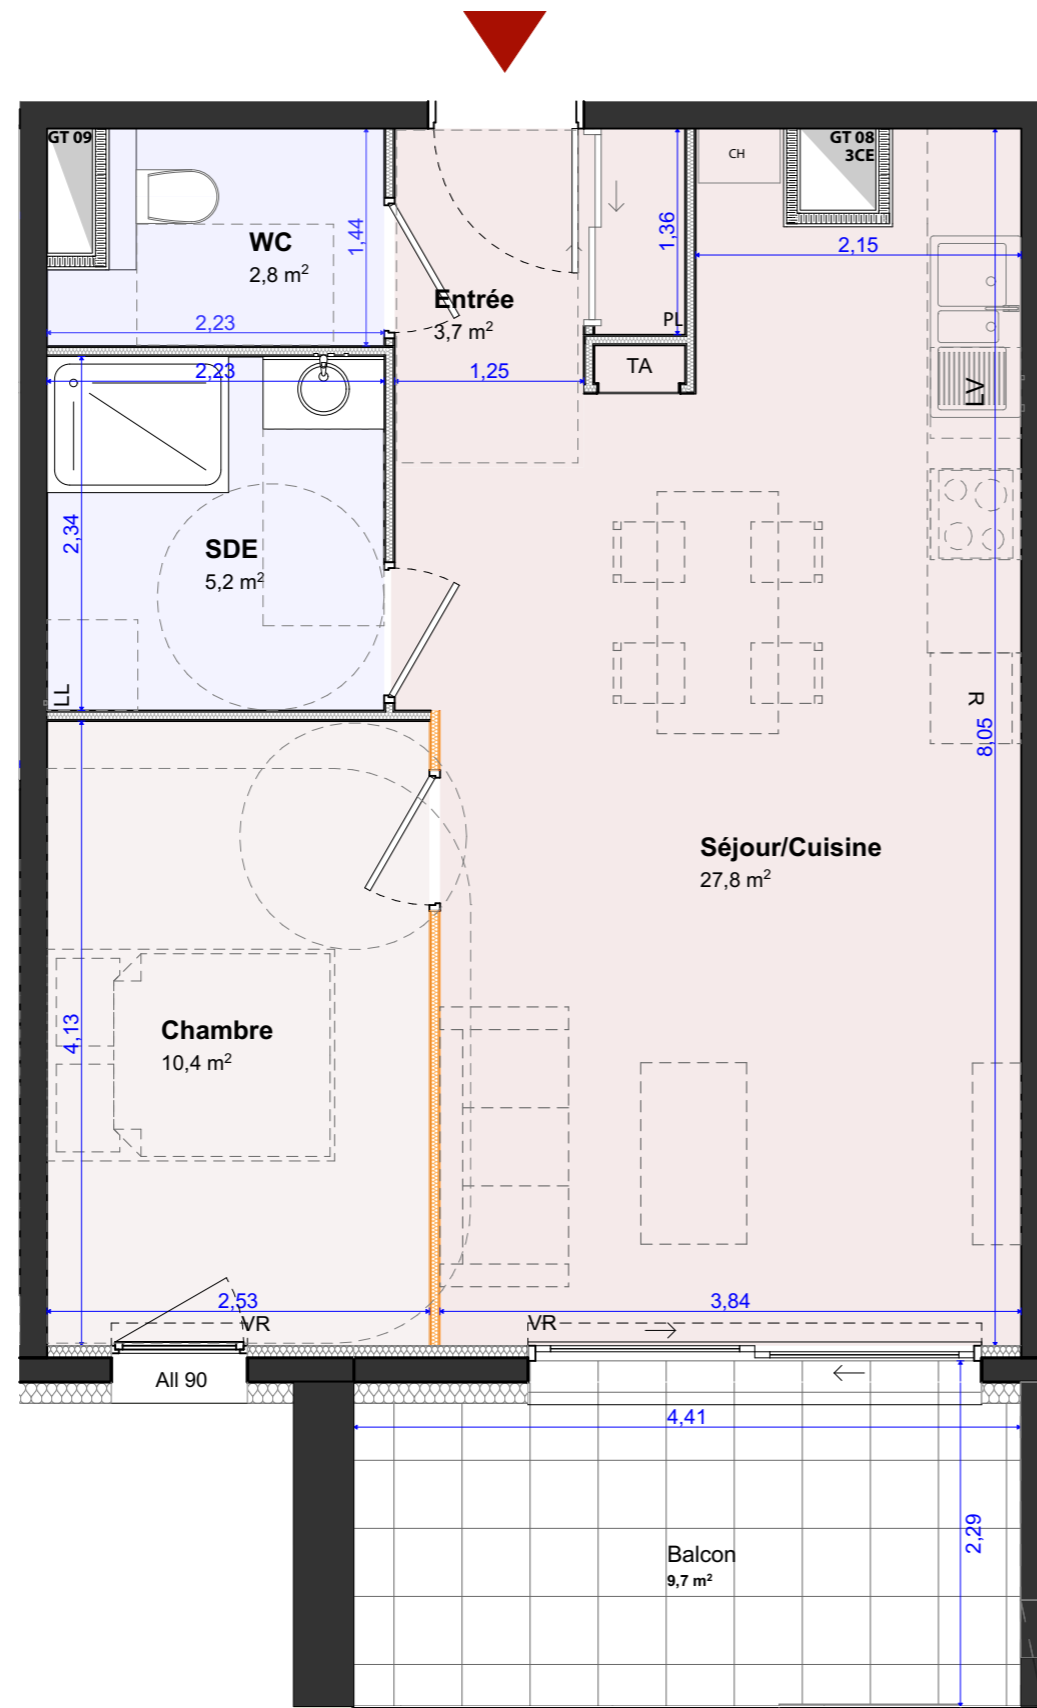 GT 09
GT 08
3CE
CH
WC
2,8 m²
1,44
2,23
Entrée
3,7 m²
1,36
PL
2,15
TA
2,23
1,25
LV
2,34
SDE
5,2 m²
LL
R
8,05
Séjour/Cuisine
27,8 m²
4,13
Chambre
10,4 m²
2,53
VR
VR
3,84
All 90
4,41
2,29
Balcon
9,7 m²